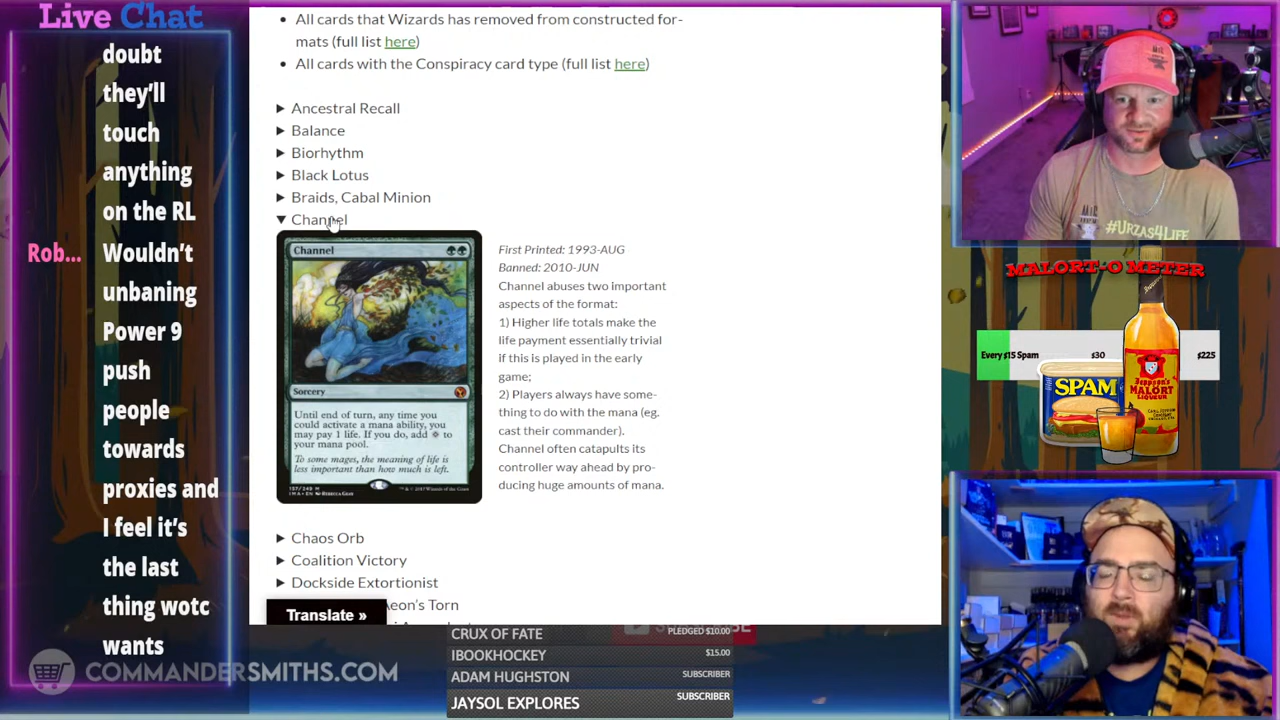 Live Chat
doubt
they'll
touch
anything
on the RL
Rob... Wouldn't
unbaning
Power 9
push
people
towards
proxies and
I feel it's
the last
thing wotc
wants
COMMANDERSMITHS.COM
• All cards that Wizards has removed from constructed for-
mats (full list here)
• All cards with the Conspiracy card type (full list here)
▶ Ancestral Recall
▶ Balance
▶ Biorhythm
▶ Black Lotus
▶ Braids, Cabal Minion
▼ Channel
Channel
Sorcery
Until end of turn, any time you
could activate a mana ability, you
may pay 1 life. If you do, add to
your mana pool.
To some mages, the meaning of life is
less important than how much is left.
First Printed: 1993-AUG
Banned: 2010-JUN
Channel abuses two important
aspects of the format:
1) Higher life totals make the
life payment essentially trivial
if this is played in the early
game;
2) Players always have some-
thing to do with the mana (eg.
cast their commander).
Channel often catapults its
controller way ahead by pro-
ducing huge amounts of mana.
▶ Chaos Orb
▶ Coalition Victory
▶ Dockside Extortionist
Aeon's Torn
Translate »
CRUX OF FATE PLEDGED $10.00
IBOOKHOCKEY $15.00
ADAM HUGHSTON SUBSCRIBER
JAYSOL EXPLORES SUBSCRIBER
#URZAS4LIFE
MALORT-O METER
Every $15 Spam $30 $225
SPAM
Jeppson's
MALÖRT
LIQUEUR